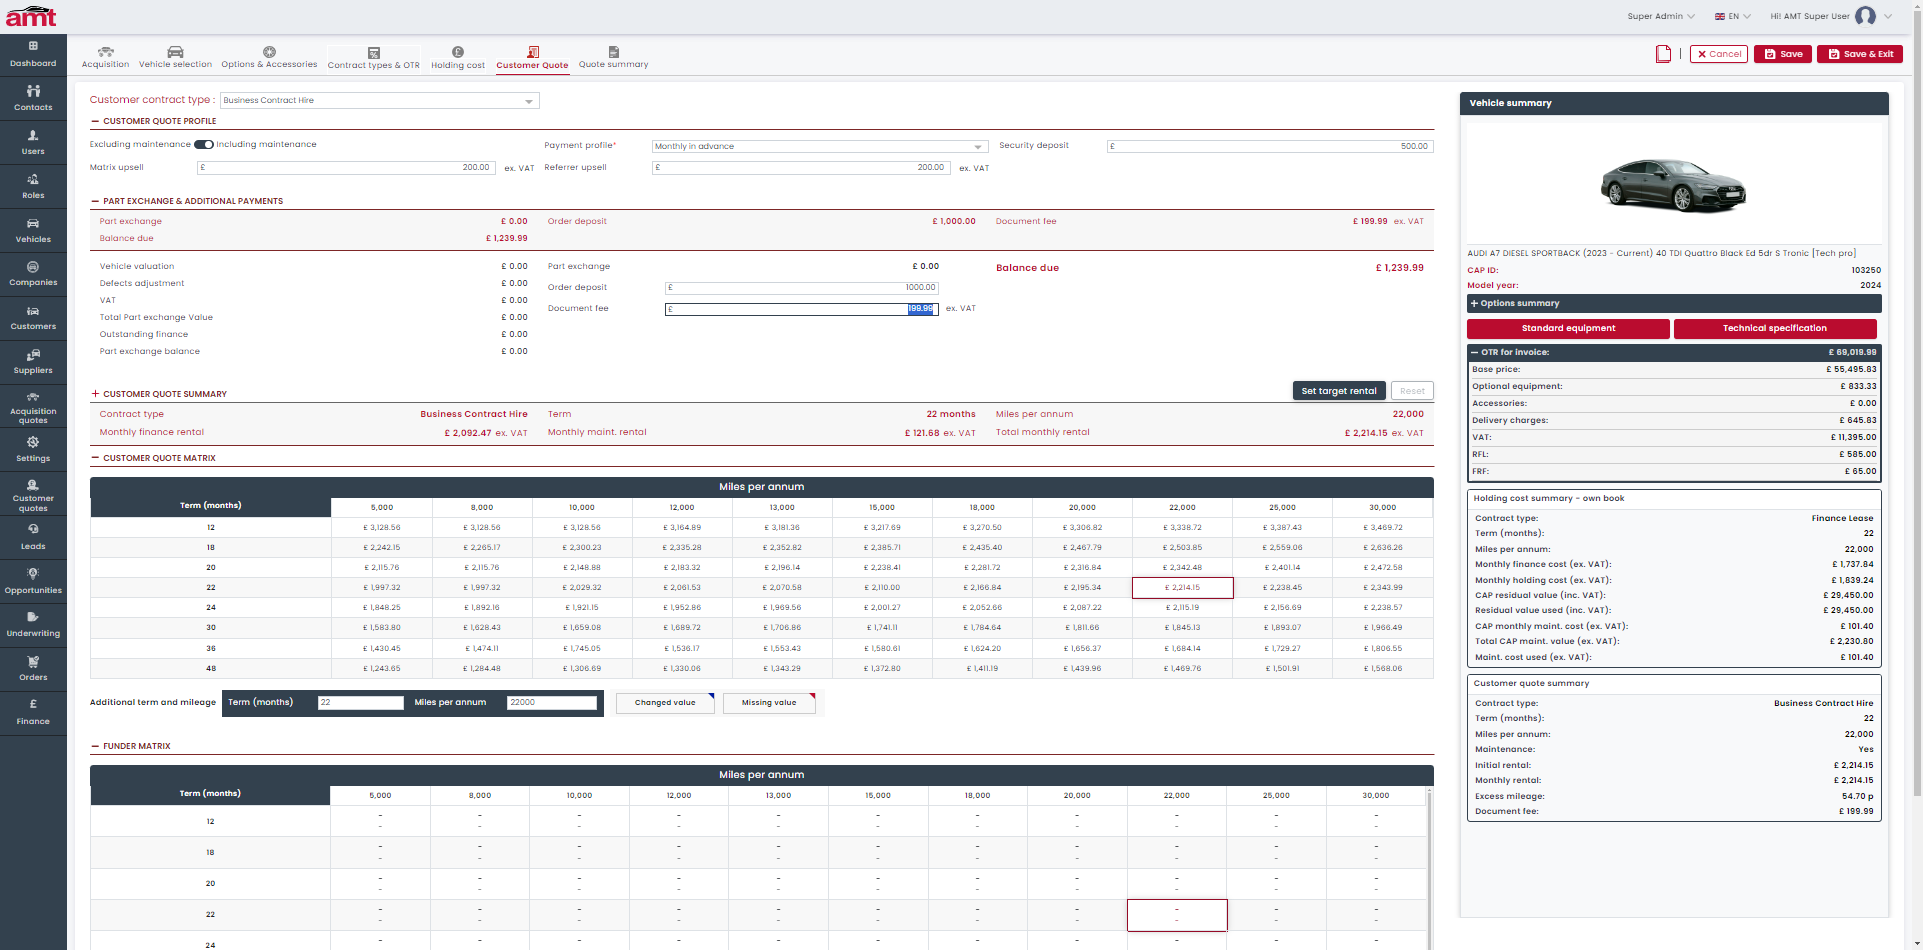 amt
Super Admin
EN
Hi! AMT Super User
Dashboard
Contacts
Users
Roles
Vehicles
Companies
Customers
Suppliers
Acquisition quotes
Settings
Customer quotes
Leads
Opportunities
Underwriting
Orders
Finance
Acquisition Vehicle selection Options & Accessories Contract types & OTR Holding cost Customer Quote Quote summary
Cancel Save Save & Exit
Customer contract type : Business Contract Hire
CUSTOMER QUOTE PROFILE
Excluding maintenance Including maintenance Payment profile* Monthly in advance Security deposit £ 500.00
Matrix upsell £ 200.00 ex. VAT Referrer upsell £ 200.00 ex. VAT
PART EXCHANGE & ADDITIONAL PAYMENTS
Part exchange £ 0.00 Order deposit £ 1,000.00 Document fee £ 199.99 ex. VAT
Balance due £ 1,239.99
Vehicle valuation £ 0.00 Part exchange £ 0.00 Balance due £ 1,239.99
Defects adjustment £ 0.00 Order deposit £ 1000.00
VAT £ 0.00
Document fee £ 199.99 ex. VAT
Total Part exchange Value £ 0.00
Outstanding finance £ 0.00
Part exchange balance £ 0.00
CUSTOMER QUOTE SUMMARY Set target rental Reset
Contract type Business Contract Hire Term 22 months Miles per annum 22,000
Monthly finance rental £ 2,092.47 ex. VAT Monthly maint. rental £ 121.68 ex. VAT Total monthly rental £ 2,214.15 ex. VAT
CUSTOMER QUOTE MATRIX
Miles per annum
Term (months) 5,000 8,000 10,000 12,000 13,000 15,000 18,000 20,000 22,000 25,000 30,000
12 £ 3,128.56 £ 3,128.56 £ 3,128.56 £ 3,164.89 £ 3,181.36 £ 3,217.69 £ 3,270.50 £ 3,306.82 £ 3,338.72 £ 3,387.43 £ 3,469.72
18 £ 2,242.15 £ 2,265.17 £ 2,300.23 £ 2,335.28 £ 2,352.82 £ 2,385.71 £ 2,435.40 £ 2,467.79 £ 2,503.85 £ 2,559.06 £ 2,636.26
20 £ 2,115.76 £ 2,115.76 £ 2,148.88 £ 2,183.32 £ 2,196.14 £ 2,238.41 £ 2,281.72 £ 2,316.84 £ 2,342.48 £ 2,401.14 £ 2,472.58
22 £ 1,997.32 £ 1,997.32 £ 2,029.32 £ 2,061.53 £ 2,070.58 £ 2,110.00 £ 2,166.84 £ 2,195.34 £ 2,214.15 £ 2,238.45 £ 2,343.99
24 £ 1,848.25 £ 1,892.16 £ 1,921.15 £ 1,952.86 £ 1,969.56 £ 2,001.27 £ 2,052.66 £ 2,087.22 £ 2,115.19 £ 2,156.69 £ 2,238.57
30 £ 1,583.80 £ 1,628.43 £ 1,659.08 £ 1,689.72 £ 1,706.86 £ 1,741.11 £ 1,784.64 £ 1,811.66 £ 1,845.13 £ 1,893.07 £ 1,966.49
36 £ 1,430.45 £ 1,474.11 £ 1,745.05 £ 1,536.17 £ 1,553.43 £ 1,580.61 £ 1,624.20 £ 1,656.37 £ 1,684.14 £ 1,729.27 £ 1,806.55
48 £ 1,243.65 £ 1,284.48 £ 1,306.69 £ 1,330.06 £ 1,343.29 £ 1,372.80 £ 1,411.19 £ 1,439.96 £ 1,469.76 £ 1,501.91 £ 1,568.06
Additional term and mileage Term (months) 22 Miles per annum 22000 Changed value Missing value
FUNDER MATRIX
Miles per annum
Term (months) 5,000 8,000 10,000 12,000 13,000 15,000 18,000 20,000 22,000 25,000 30,000
12
18
20
22
24
Vehicle summary
AUDI A7 DIESEL SPORTBACK (2023 - Current) 40 TDI Quattro Black Ed 5dr S Tronic [Tech pro]
CAP ID: 103250
Model year: 2024
Options summary
Standard equipment Technical specification
OTR for invoice: £ 69,019.99
Base price: £ 55,495.83
Optional equipment: £ 833.33
Accessories: £ 0.00
Delivery charges: £ 645.83
VAT: £ 11,395.00
RFL: £ 585.00
FRF: £ 65.00
Holding cost summary - own book
Contract type: Finance Lease
Term (months): 22
Miles per annum: 22,000
Monthly finance cost (ex. VAT): £ 1,737.84
Monthly holding cost (ex. VAT): £ 1,839.24
CAP residual value (inc. VAT): £ 29,450.00
Residual value used (inc. VAT): £ 29,450.00
CAP monthly maint. cost (ex. VAT): £ 101.40
Total CAP maint. value (ex. VAT): £ 2,230.80
Maint. cost used (ex. VAT): £ 101.40
Customer quote summary
Contract type: Business Contract Hire
Term (months): 22
Miles per annum: 22,000
Maintenance: Yes
Initial rental: £ 2,214.15
Monthly rental: £ 2,214.15
Excess mileage: 54.70 p
Document fee: £ 199.99